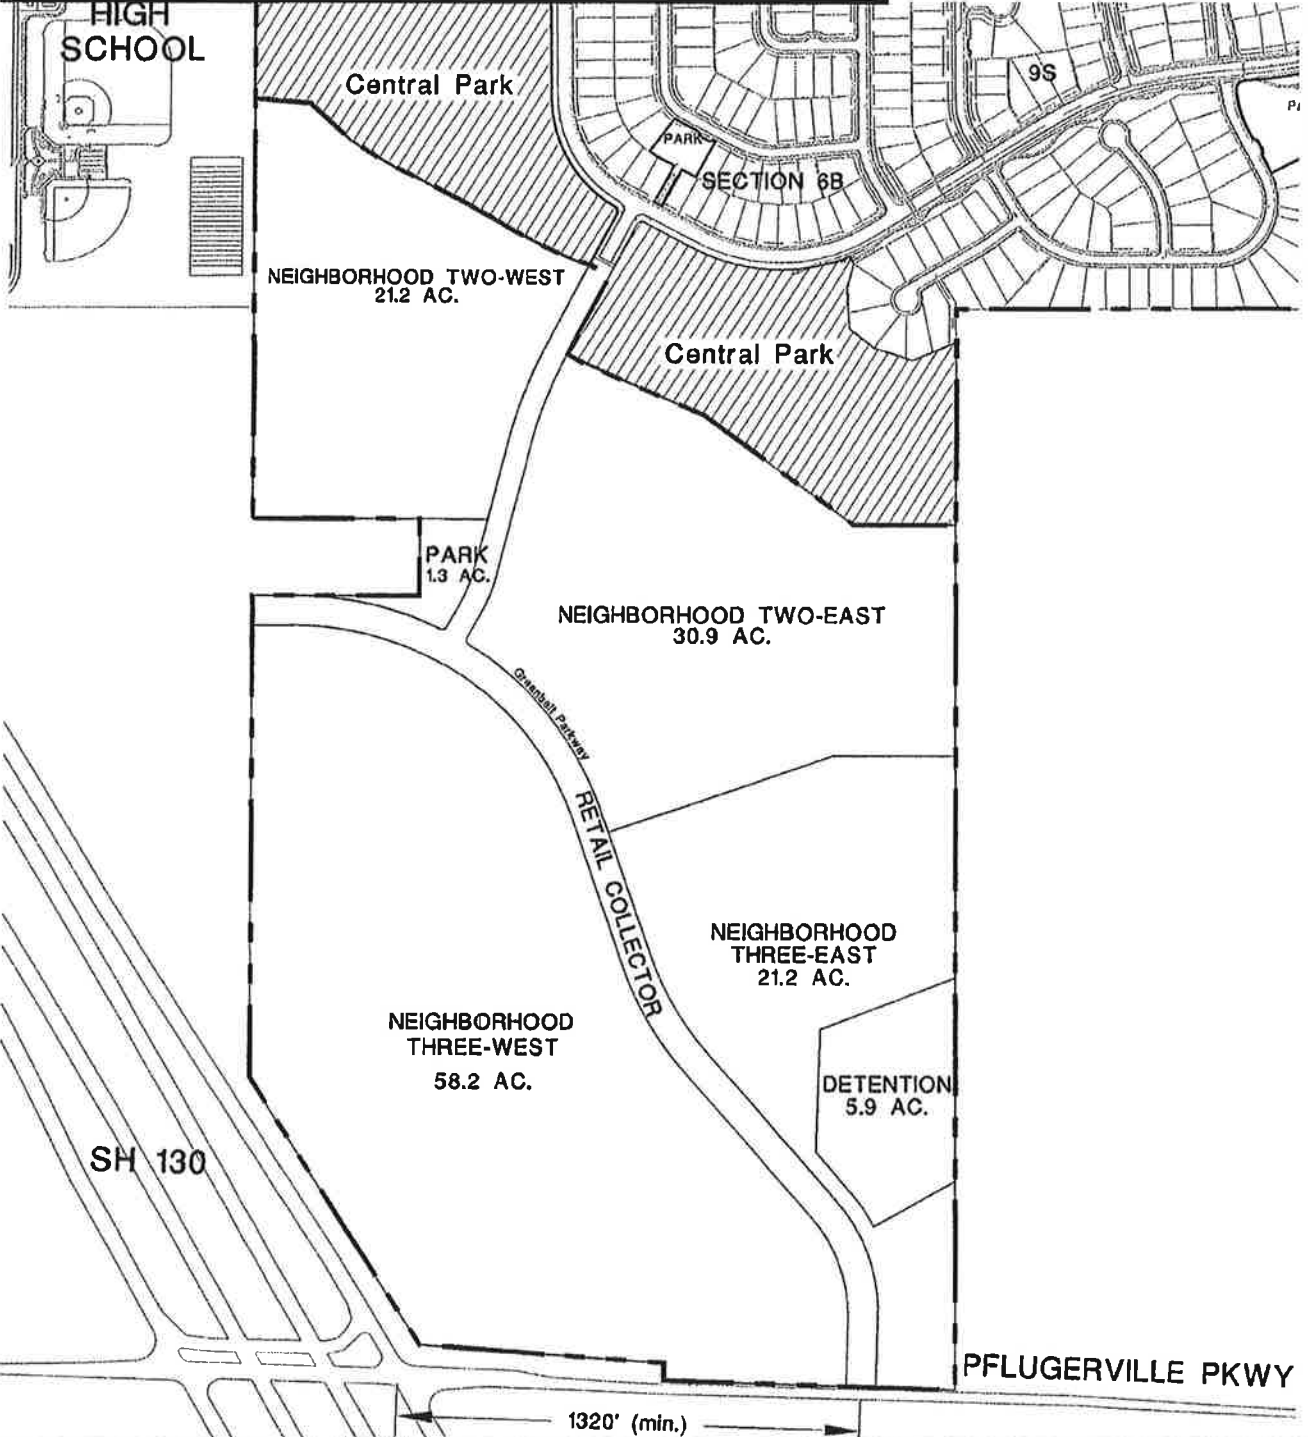 HIGH
SCHOOL
Central Park
9S
PARK
SECTION 6B
NEIGHBORHOOD TWO-WEST
21.2 AC.
Central Park
PARK
1.3 AC.
NEIGHBORHOOD TWO-EAST
30.9 AC.
Greenbelt Parkway
RETAIL COLLECTOR
NEIGHBORHOOD
THREE-EAST
21.2 AC.
NEIGHBORHOOD
THREE-WEST
58.2 AC.
DETENTION
5.9 AC.
SH 130
PFLUGERVILLE PKWY
1320' (min.)